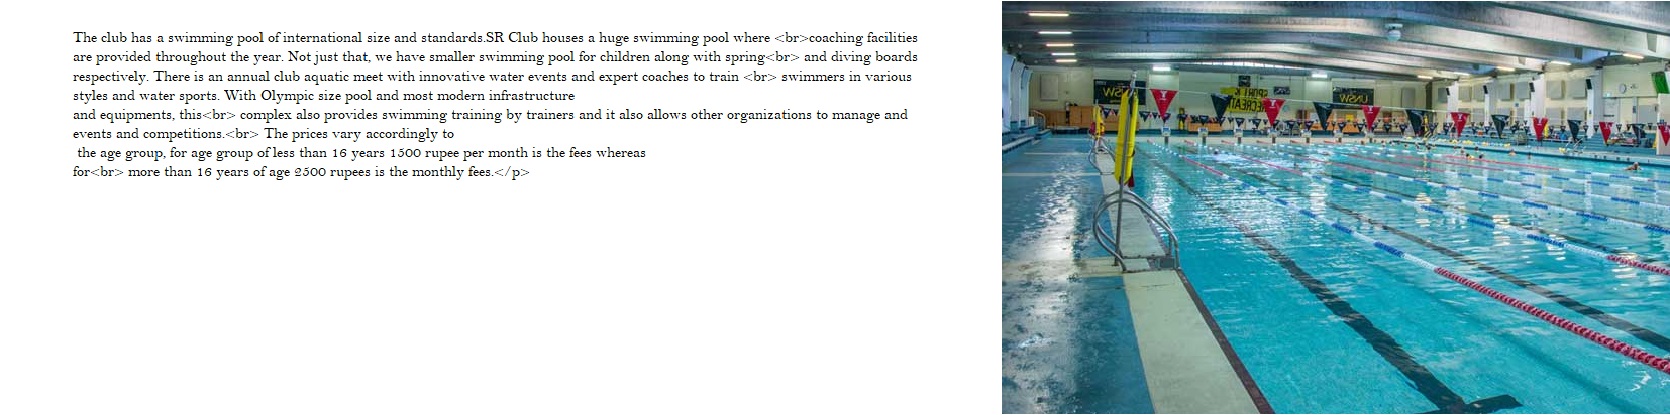 The club has a swimming pool of international size and standards.SR Club houses a huge swimming pool where <br>coaching facilities
are provided throughout the year. Not just that, we have smaller swimming pool for children along with spring<br> and diving boards
respectively. There is an annual club aquatic meet with innovative water events and expert coaches to train <br> swimmers in various
styles and water sports. With Olympic size pool and most modern infrastructure
and equipments, this<br> complex also provides swimming training by trainers and it also allows other organizations to manage and
events and competitions.<br> The prices vary accordingly to
the age group, for age group of less than 16 years 1500 rupee per month is the fees whereas
for<br> more than 16 years of age 2500 rupees is the monthly fees.</p>
UNSW
UNSW